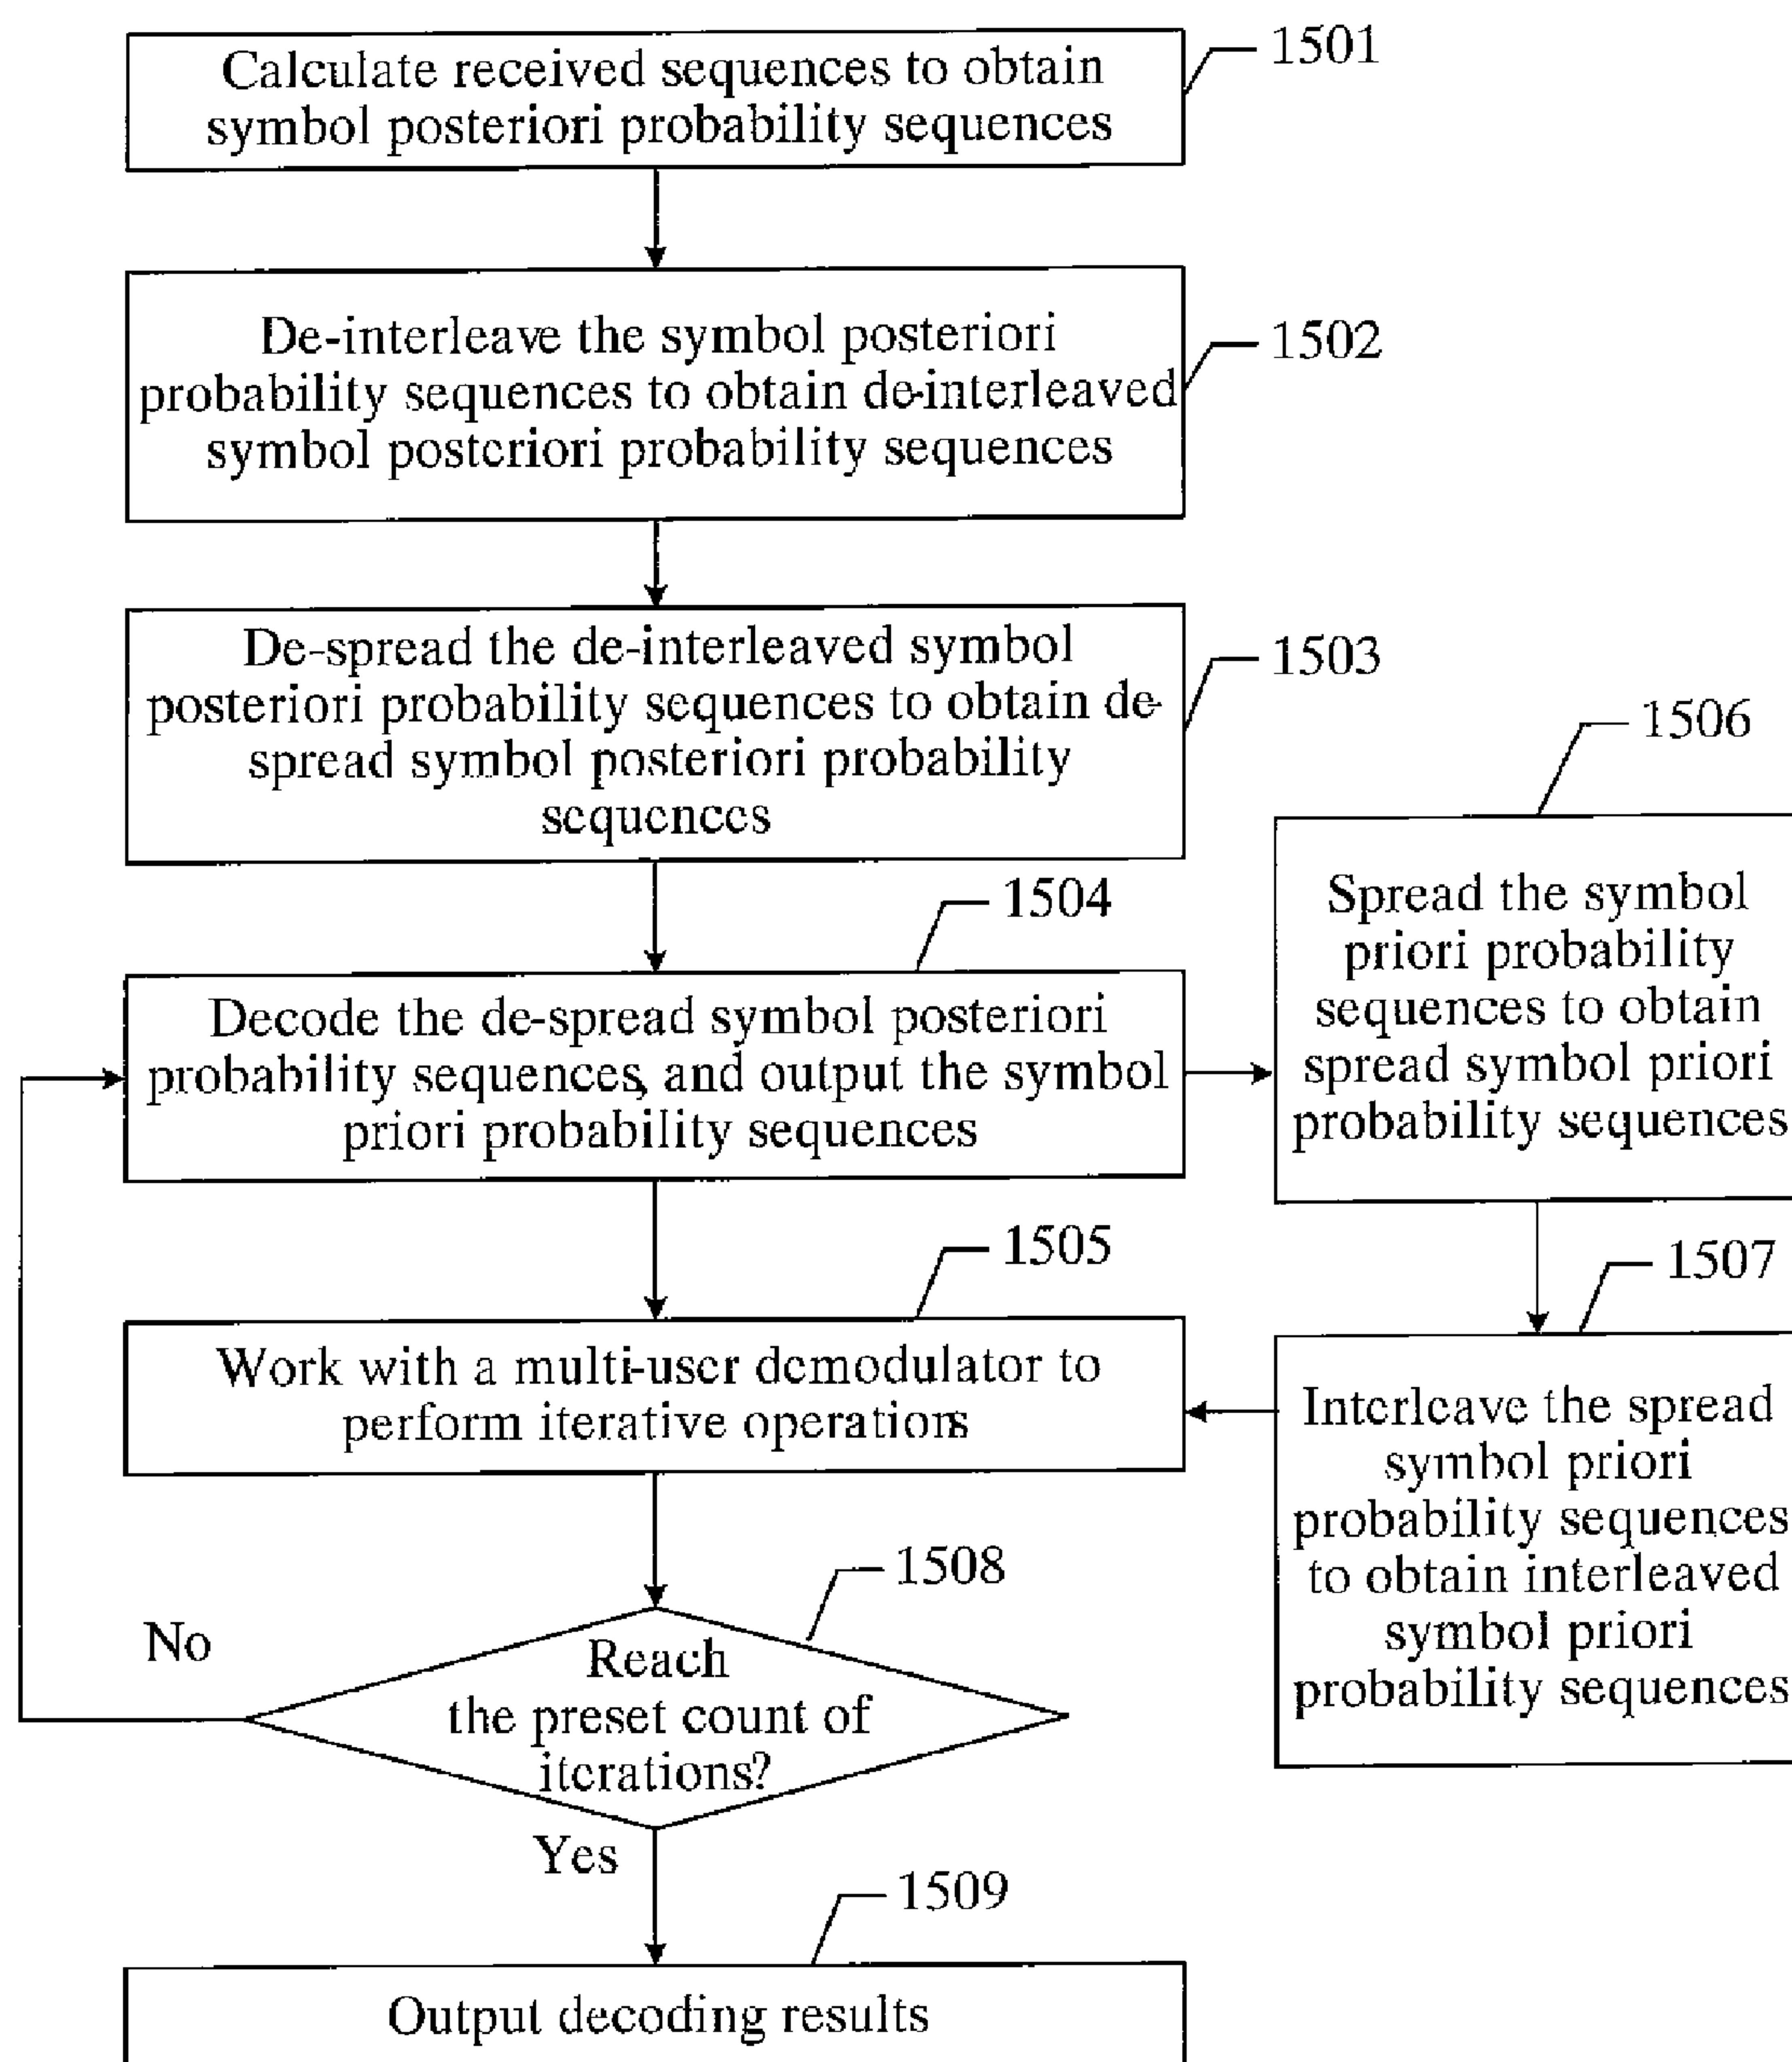 Calculate received sequences to obtain
symbol posteriori probability sequences
1501
De-interleave the symbol posteriori
probability sequences to obtain de-interleaved
symbol posteriori probability sequences
1502
De-spread the de-interleaved symbol
posteriori probability sequences to obtain de-
spread symbol posteriori probability
sequences
1503
1504
Decode the de-spread symbol posteriori
probability sequences, and output the symbol
priori probability sequences
1506
Spread the symbol
priori probability
sequences to obtain
spread symbol priori
probability sequences
1505
Work with a multi-user demodulator to
perform iterative operations
1507
Interleave the spread
symbol priori
probability sequences
to obtain interleaved
symbol priori
probability sequences
1508
Reach
the preset count of
iterations?
No
Yes
1509
Output decoding results